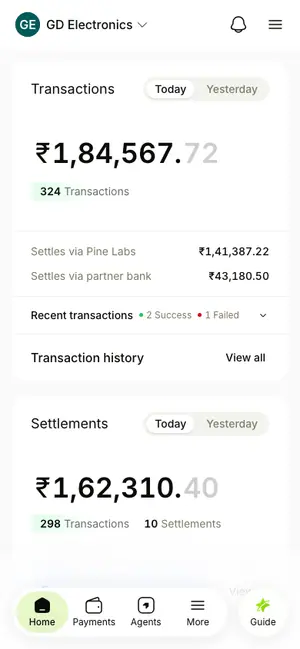 GE GD Electronics
Transactions Today Yesterday
₹1,84,567.72
324 Transactions
Settles via Pine Labs ₹1,41,387.22
Settles via partner bank ₹43,180.50
Recent transactions 2 Success 1 Failed
Transaction history View all
Settlements Today Yesterday
₹1,62,310.40
298 Transactions 10 Settlements
Home Payments Agents More Guide